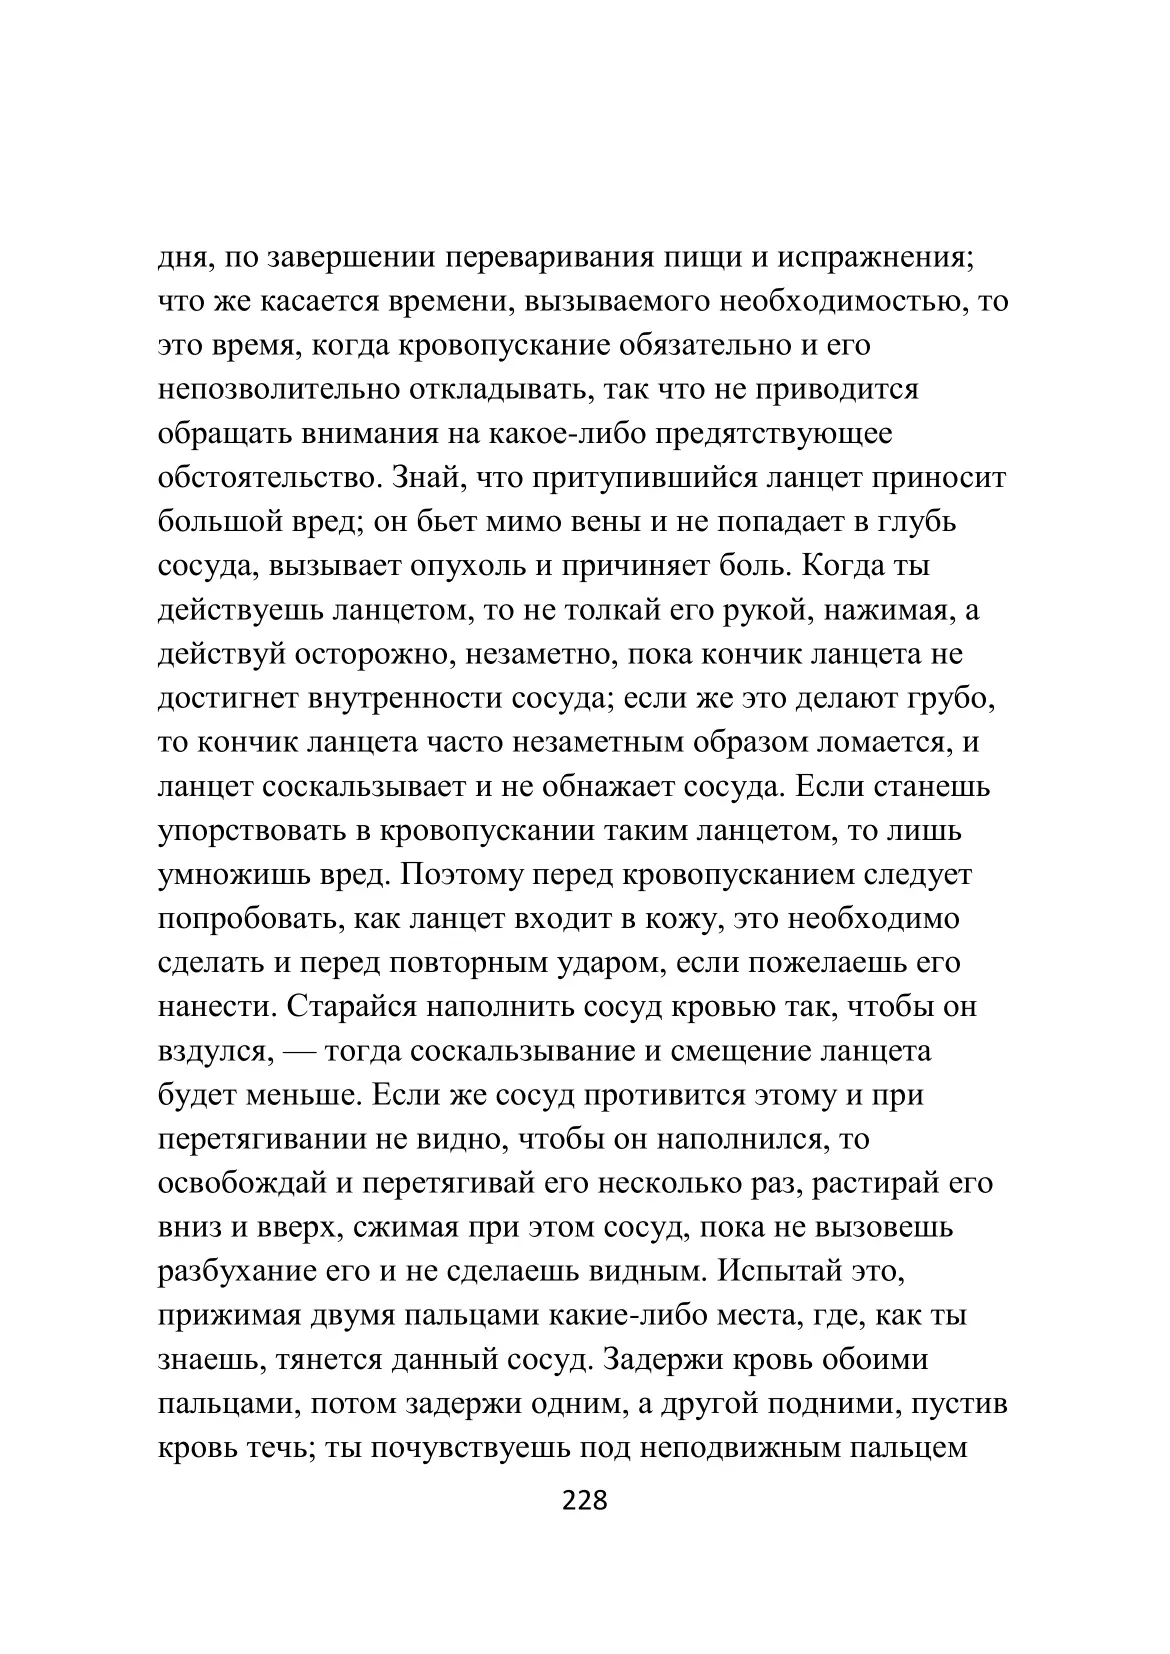 дня, по завершении переваривания пищи и испражнения;
что же касается времени, вызываемого необходимостью, то
это время, когда кровопускание обязательно и его
непозволительно откладывать, так что не приводится
обращать внимания на какое-либо предятствующее
обстоятельство. Знай, что притупившийся ланцет приносит
большой вред; он бьет мимо вены и не попадает в глубь
сосуда, вызывает опухоль и причиняет боль. Когда ты
действуешь ланцетом, то не толкай его рукой, нажимая, а
действуй осторожно, незаметно, пока кончик ланцета не
достигнет внутренности сосуда; если же это делают грубо,
то кончик ланцета часто незаметным образом ломается, и
ланцет соскальзывает и не обнажает сосуда. Если станешь
упорствовать в кровопускании таким ланцетом, то лишь
умножишь вред. Поэтому перед кровопусканием следует
попробовать, как ланцет входит в кожу, это необходимо
сделать и перед повторным ударом, если пожелаешь его
нанести. Старайся наполнить сосуд кровью так, чтобы он
вздулся, — тогда соскальзывание и смещение ланцета
будет меньше. Если же сосуд противится этому и при
перетягивании не видно, чтобы он наполнился, то
освобождай и перетягивай его несколько раз, растирай его
вниз и вверх, сжимая при этом сосуд, пока не вызовешь
разбухание его и не сделаешь видным. Испытай это,
прижимая двумя пальцами какие-либо места, где, как ты
знаешь, тянется данный сосуд. Задержи кровь обоими
пальцами, потом задержи одним, а другой подними, пустив
кровь течь; ты почувствуешь под неподвижным пальцем
228